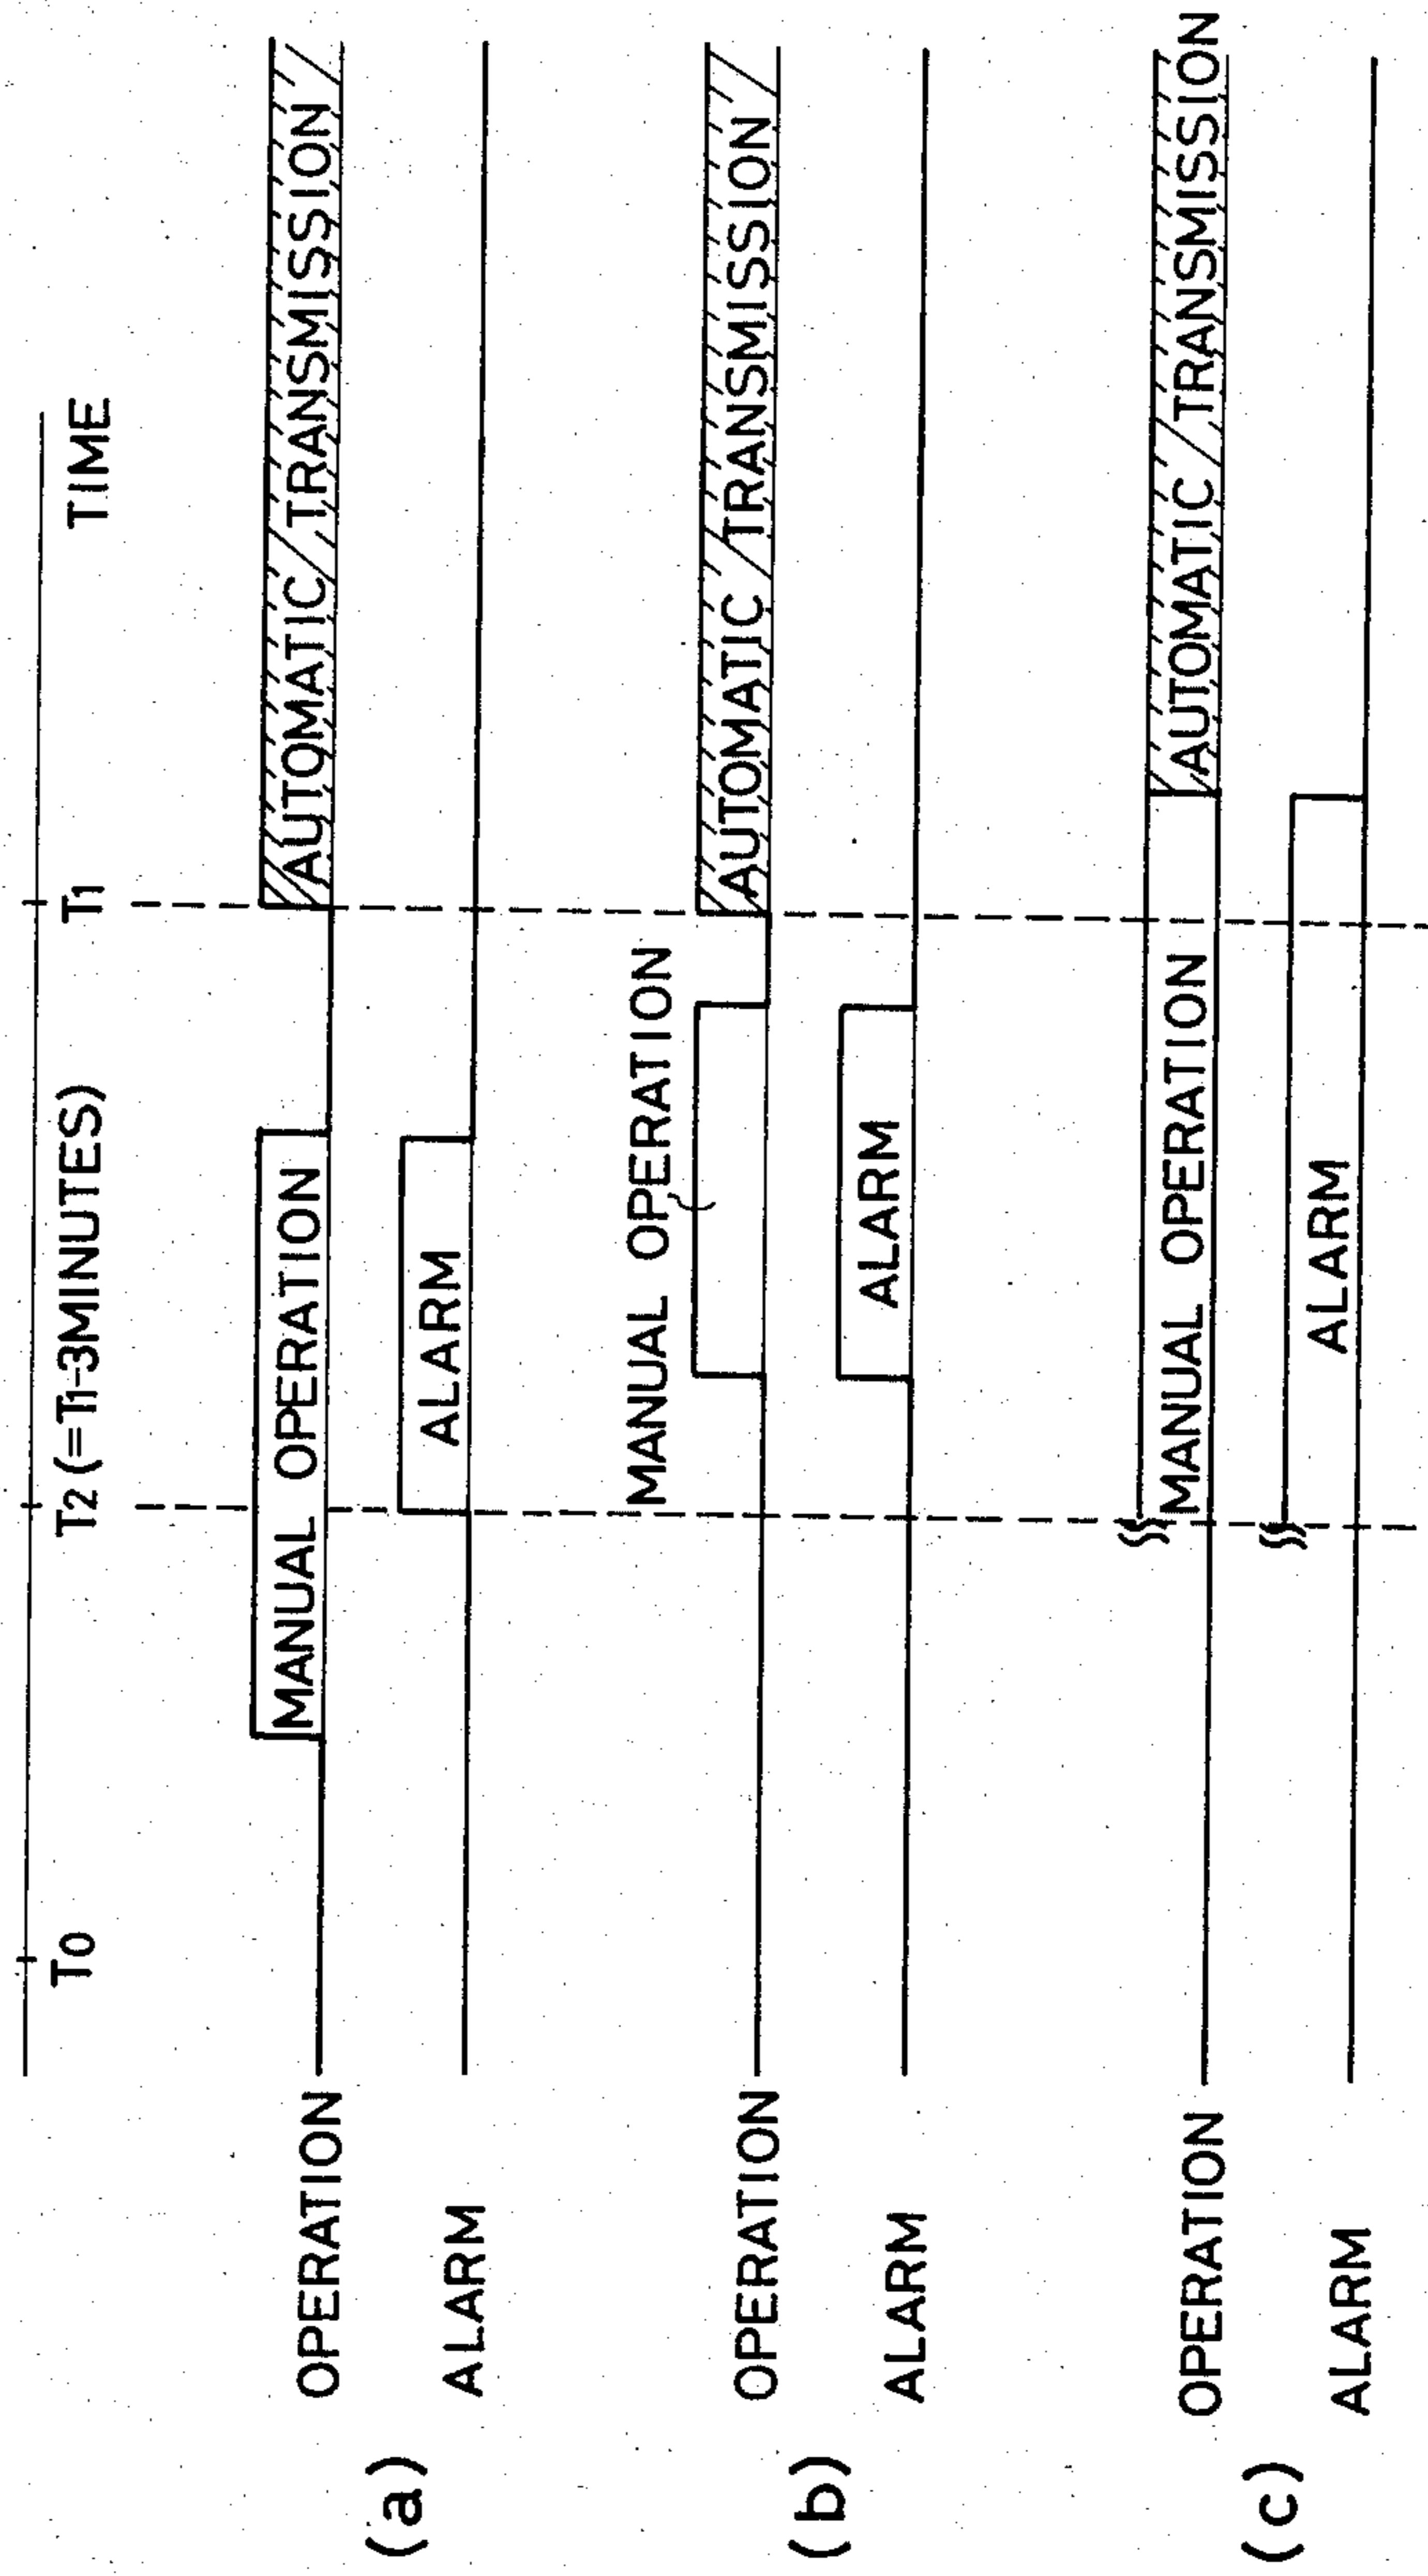 T0
T2 (=T1-3MINUTES)
T1
TIME
(a)
OPERATION
MANUAL OPERATION
AUTOMATIC TRANSMISSION
ALARM
ALARM
(b)
MANUAL OPERATION
OPERATION
AUTOMATIC TRANSMISSION
ALARM
ALARM
(c)
OPERATION
MANUAL OPERATION
AUTOMATIC TRANSMISSION
ALARM
ALARM